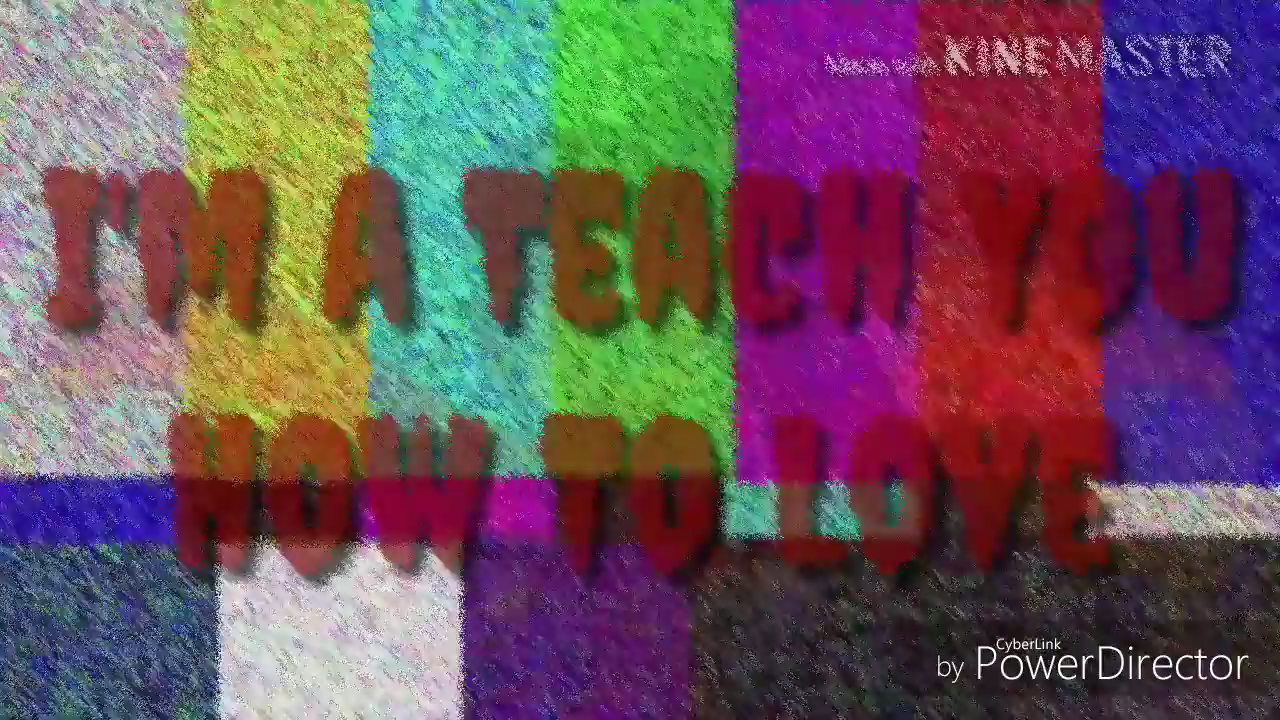 KINEMASTER
I'M A TEACH YOU
HOW TO LOVE
CyberLink
by PowerDirector